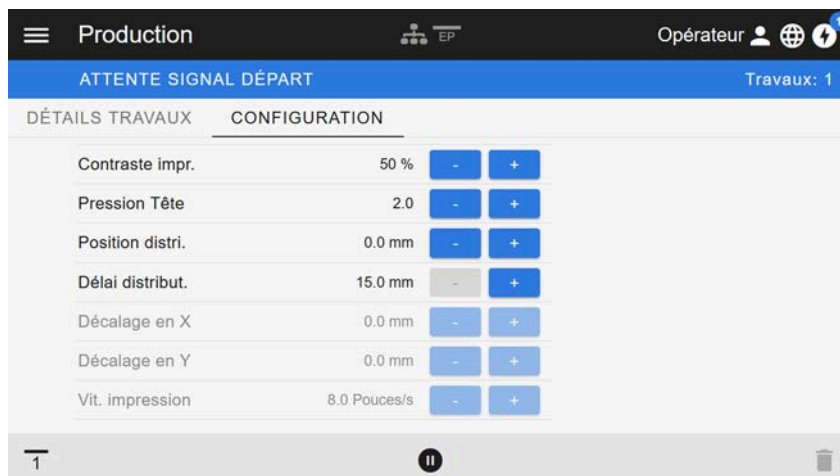 Production
EP
Opérateur
1
ATTENTE SIGNAL DÉPART
Travaux: 1
DÉTAILS TRAVAUX
CONFIGURATION
Contraste impr. 50 % - +
Pression Tête 2.0 - +
Position distri. 0.0 mm - +
Délai distribut. 15.0 mm - +
Décalage en X 0.0 mm - +
Décalage en Y 0.0 mm - +
Vit. impression 8.0 Pouces/s - +
1